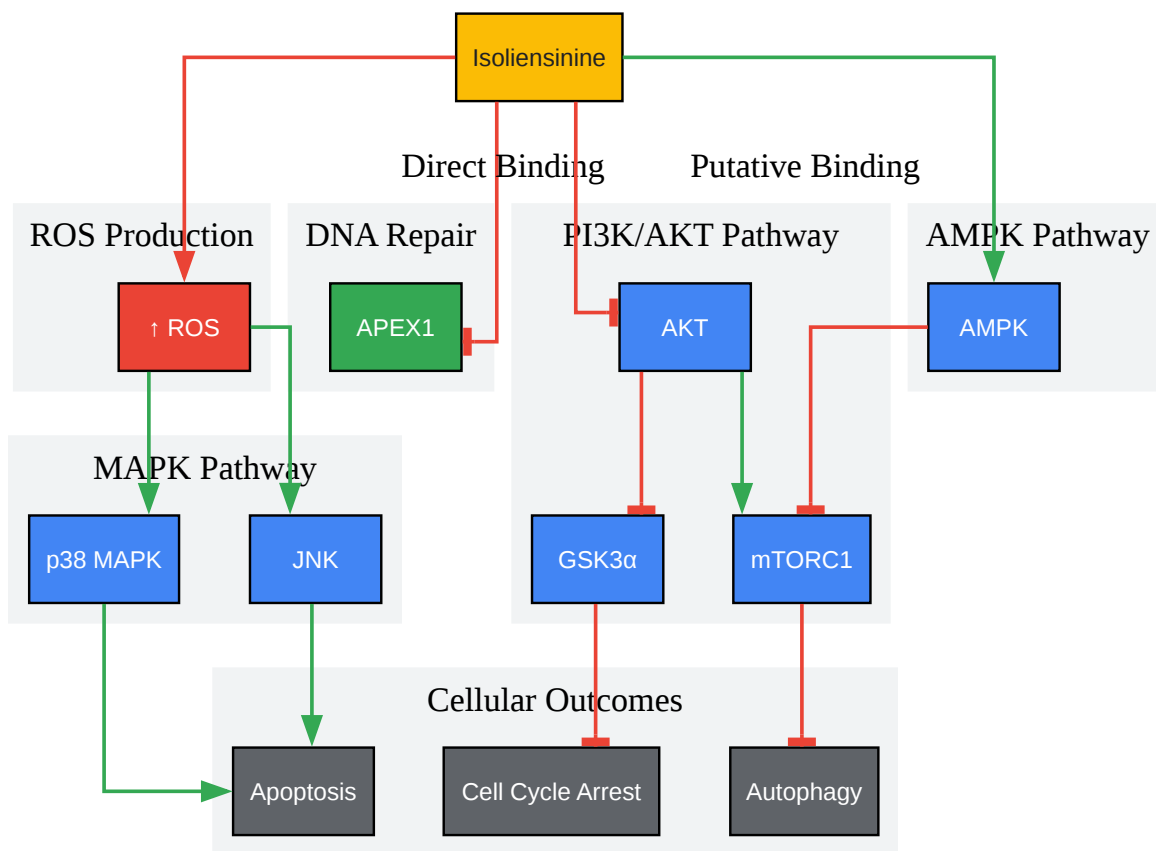 Isoliensinine
Direct Binding
Putative Binding
ROS Production
DNA Repair
PI3K/AKT Pathway
AMPK Pathway
↑ ROS
APEX1
AKT
AMPK
MAPK Pathway
p38 MAPK
JNK
GSK3α
mTORC1
Cellular Outcomes
Apoptosis
Cell Cycle Arrest
Autophagy